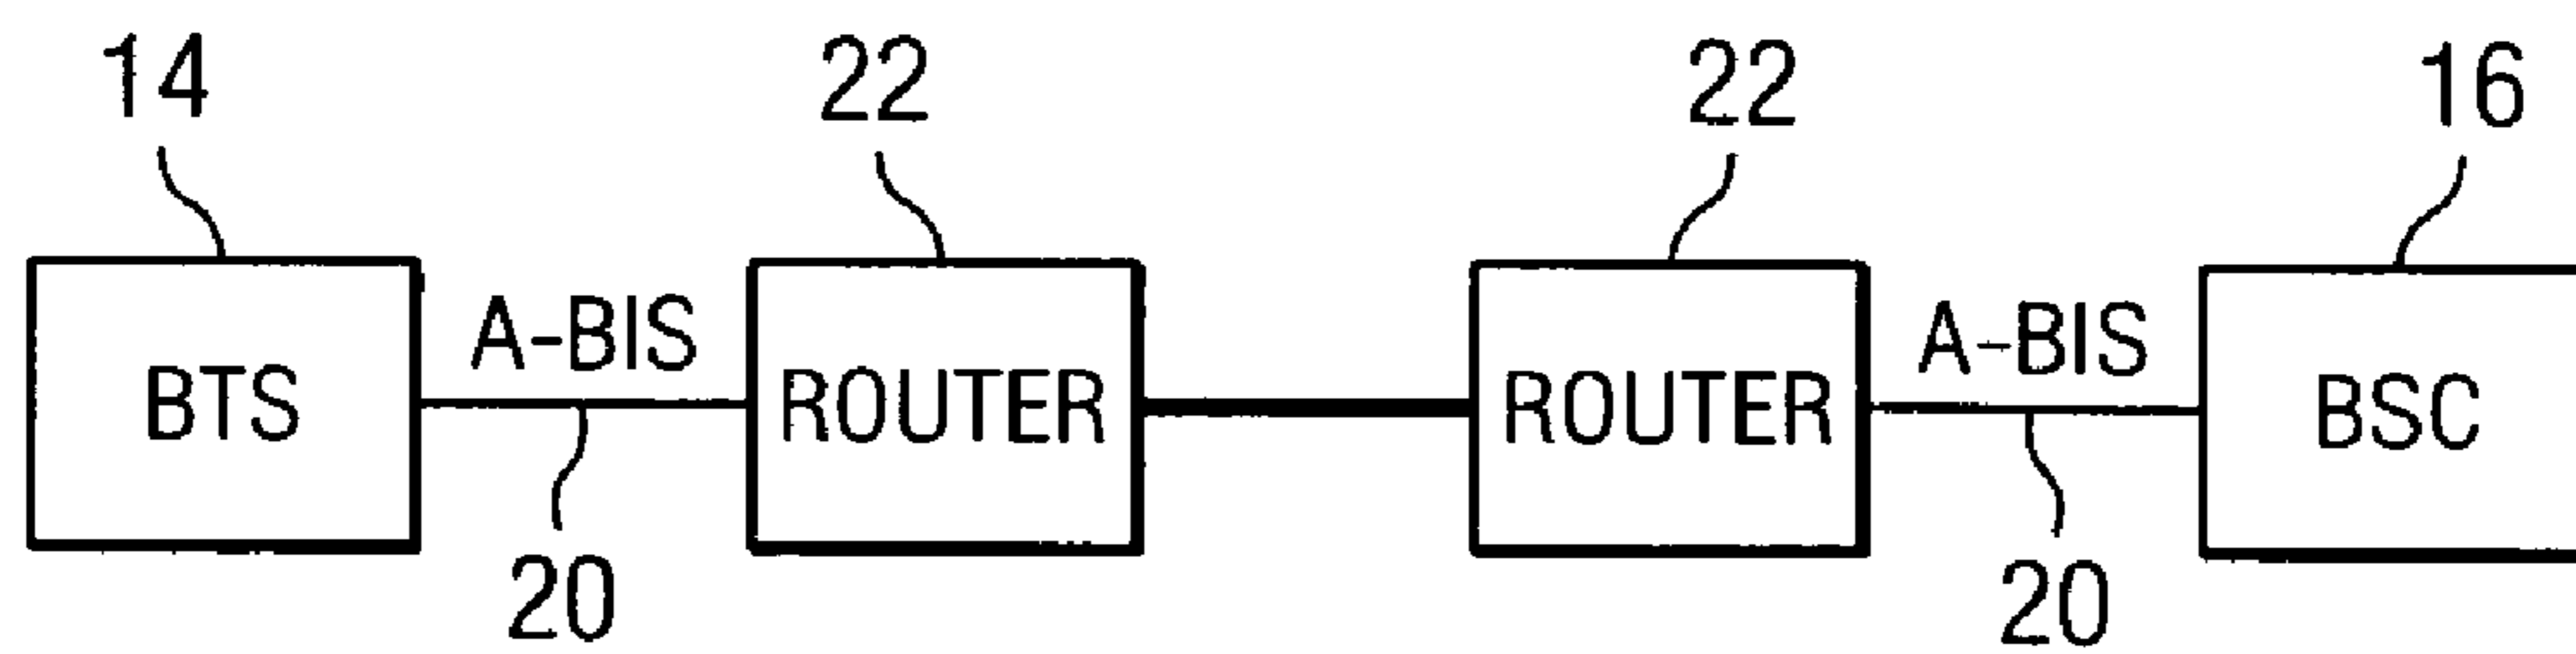 14 22 22 16
A-BIS A-BIS
BTS ROUTER ROUTER BSC
20 20